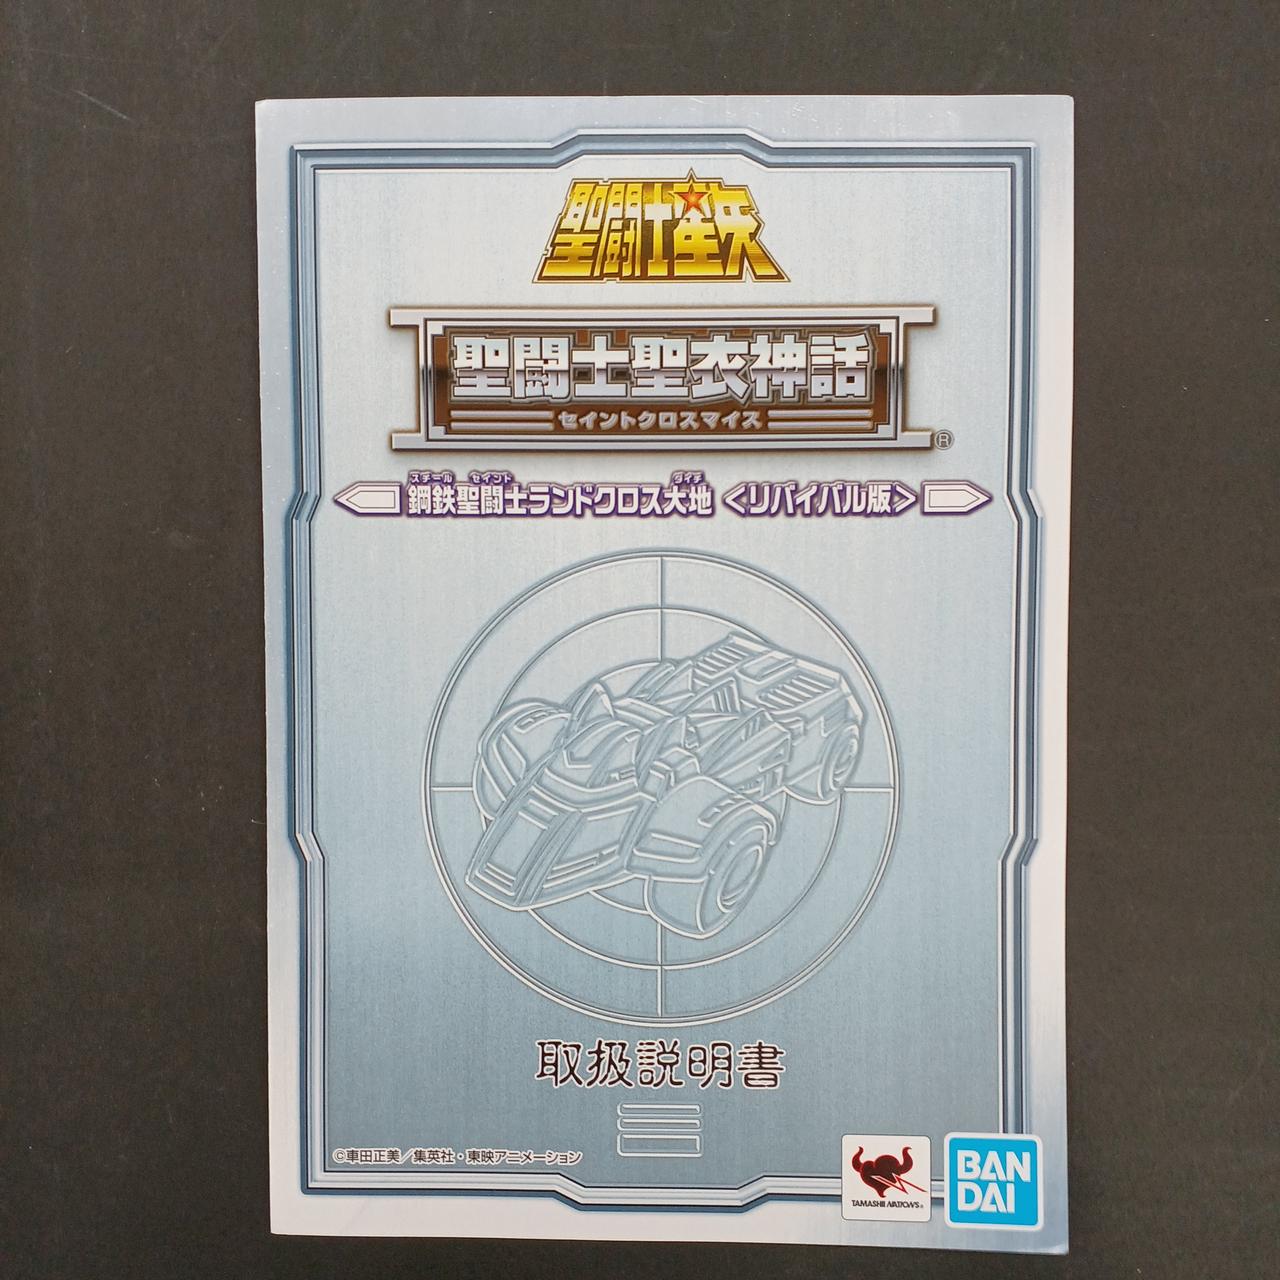 聖闘士星矢
聖闘士聖衣神話
セイントクロスマイス
®
スチール セイント ダイチ
鋼鉄聖闘士ランドクロス大地 <リバイバル版>
取扱説明書
©車田正美／集英社・東映アニメーション
TAMASHII NATIONS®
BAN
DAI